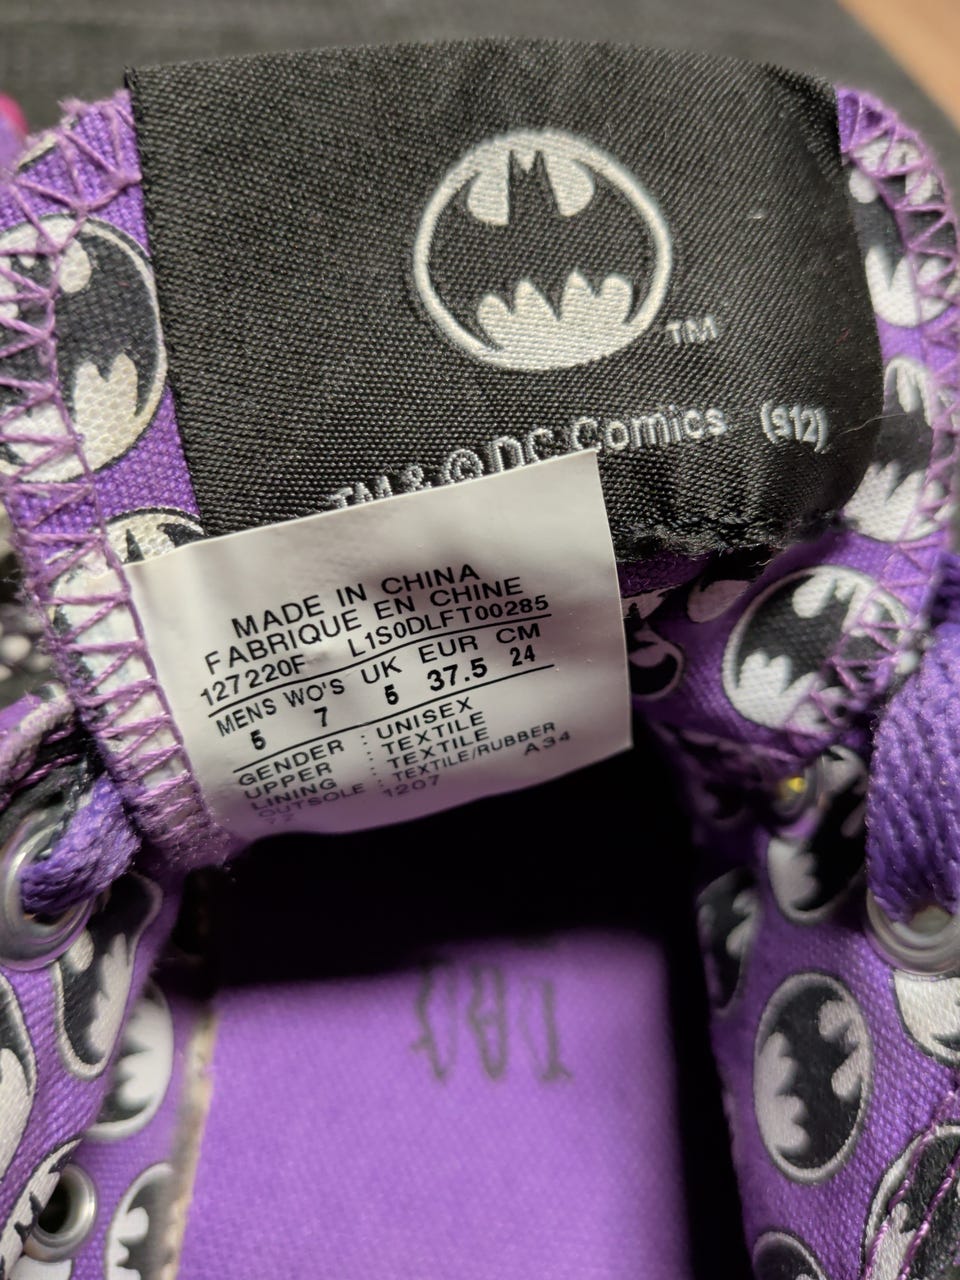 TM
TM & © DC Comics (S12)
MADE IN CHINA
FABRIQUE EN CHINE
127220F L1S0DLFT00285
MENS WO'S UK EUR CM
5 7 5 37.5 24
GENDER : UNISEX
UPPER : TEXTILE
LINING : TEXTILE
OUTSOLE : TEXTILE/RUBBER
1207 A34